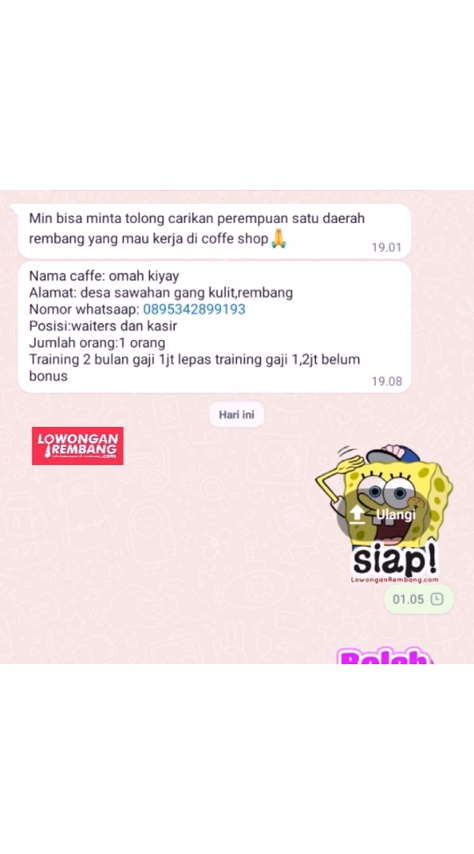 Min bisa minta tolong carikan perempuan satu daerah
rembang yang mau kerja di coffe shop🙏
19.01
Nama caffe: omah kiyay
Alamat: desa sawahan gang kulit,rembang
Nomor whatsaap: 0895342899193
Posisi:waiters dan kasir
Jumlah orang:1 orang
Training 2 bulan gaji 1jt lepas training gaji 1,2jt belum
bonus
19.08
Hari ini
LOWONGAN
REMBANG
Ulangi
siap!
LowonganRembang.com
01.05